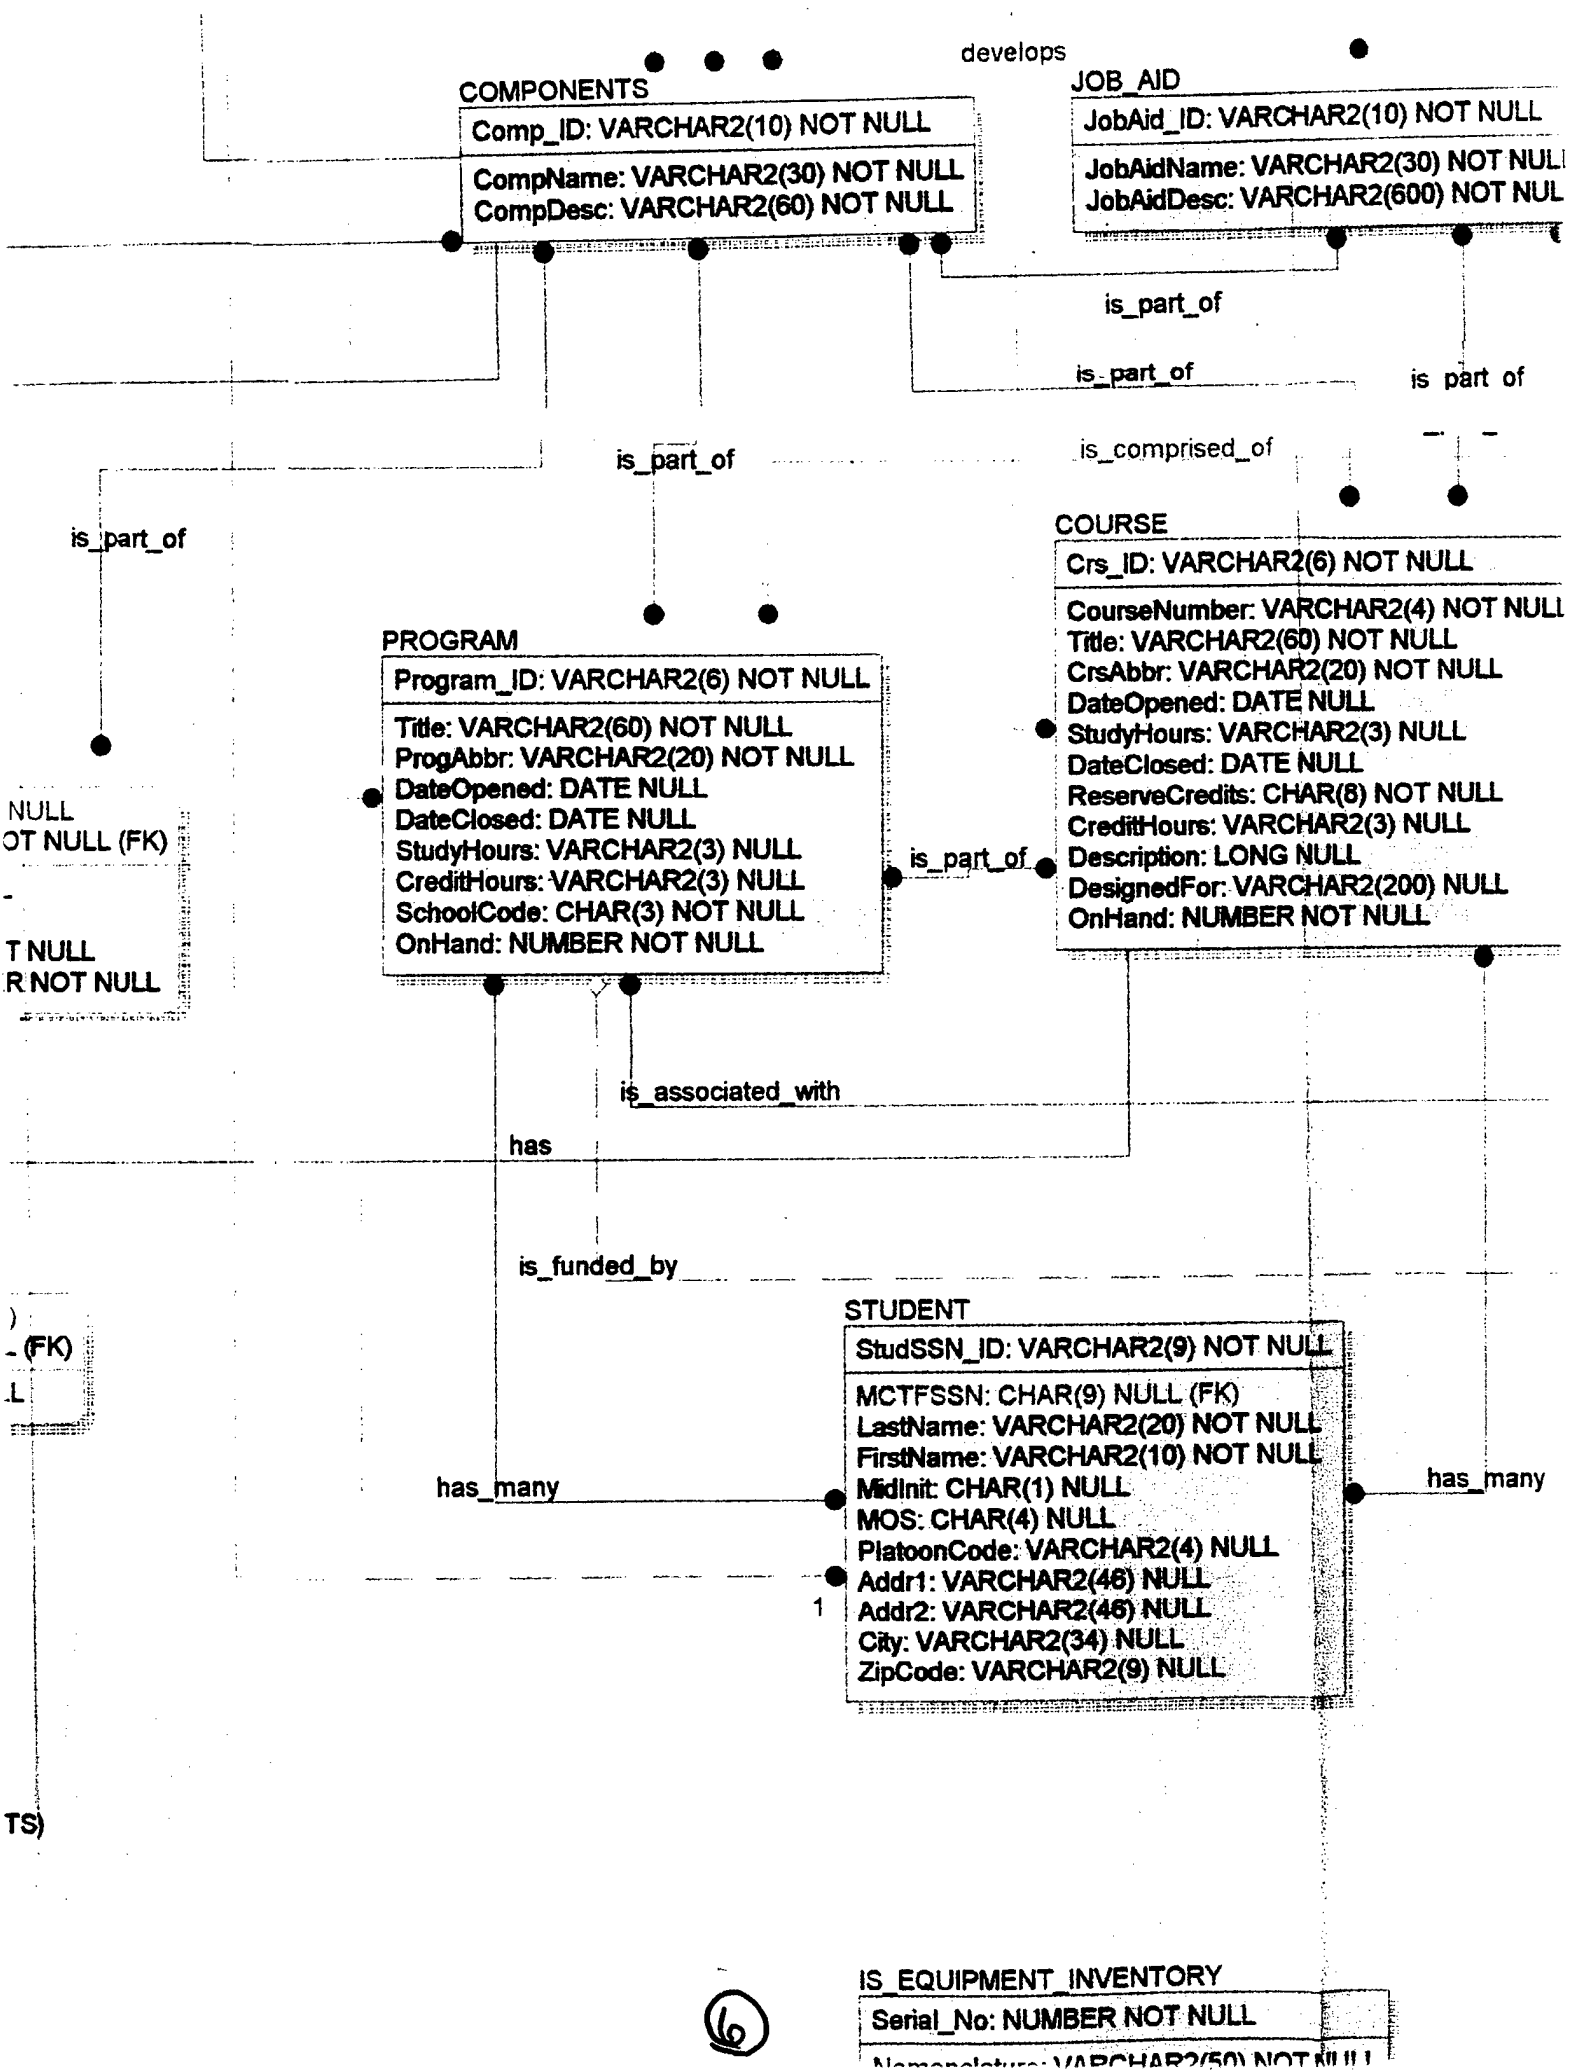 develops
COMPONENTS
Comp_ID: VARCHAR2(10) NOT NULL
CompName: VARCHAR2(30) NOT NULL
CompDesc: VARCHAR2(60) NOT NULL
JOB_AID
JobAid_ID: VARCHAR2(10) NOT NULL
JobAidName: VARCHAR2(30) NOT NULL
JobAidDesc: VARCHAR2(600) NOT NUL
is_part_of
is_part_of
is part of
is_part_of
is_comprised_of
is_part_of
COURSE
Crs_ID: VARCHAR2(6) NOT NULL
CourseNumber: VARCHAR2(4) NOT NULL
Title: VARCHAR2(60) NOT NULL
CrsAbbr: VARCHAR2(20) NOT NULL
DateOpened: DATE NULL
StudyHours: VARCHAR2(3) NULL
DateClosed: DATE NULL
ReserveCredits: CHAR(8) NOT NULL
CreditHours: VARCHAR2(3) NULL
Description: LONG NULL
DesignedFor: VARCHAR2(200) NULL
OnHand: NUMBER NOT NULL
PROGRAM
Program_ID: VARCHAR2(6) NOT NULL
Title: VARCHAR2(60) NOT NULL
ProgAbbr: VARCHAR2(20) NOT NULL
DateOpened: DATE NULL
DateClosed: DATE NULL
StudyHours: VARCHAR2(3) NULL
CreditHours: VARCHAR2(3) NULL
SchoolCode: CHAR(3) NOT NULL
OnHand: NUMBER NOT NULL
is_part_of
NULL
OT NULL (FK)
T NULL
R NOT NULL
is_associated_with
has
is_funded_by
)
(FK)
L
STUDENT
StudSSN_ID: VARCHAR2(9) NOT NULL
MCTFSSN: CHAR(9) NULL (FK)
LastName: VARCHAR2(20) NOT NULL
FirstName: VARCHAR2(10) NOT NULL
MidInit: CHAR(1) NULL
MOS: CHAR(4) NULL
PlatoonCode: VARCHAR2(4) NULL
Addr1: VARCHAR2(46) NULL
Addr2: VARCHAR2(46) NULL
City: VARCHAR2(34) NULL
ZipCode: VARCHAR2(9) NULL
has_many
has_many
1
TS)
6
IS_EQUIPMENT_INVENTORY
Serial_No: NUMBER NOT NULL
Nomenclature: VARCHAR2(50) NOT NULL